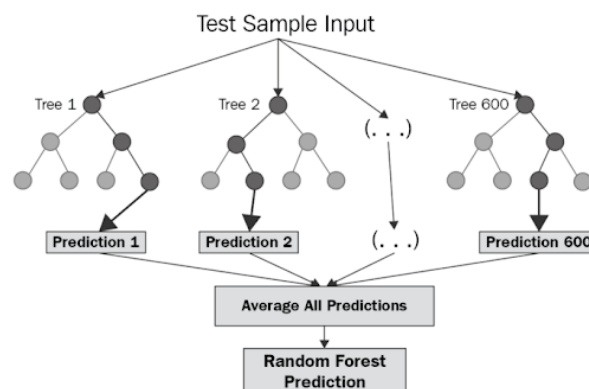 Test Sample Input
Tree 1
Tree 2
(. . .)
Tree 600
Prediction 1
Prediction 2
(. . .)
Prediction 600
Average All Predictions
Random Forest
Prediction